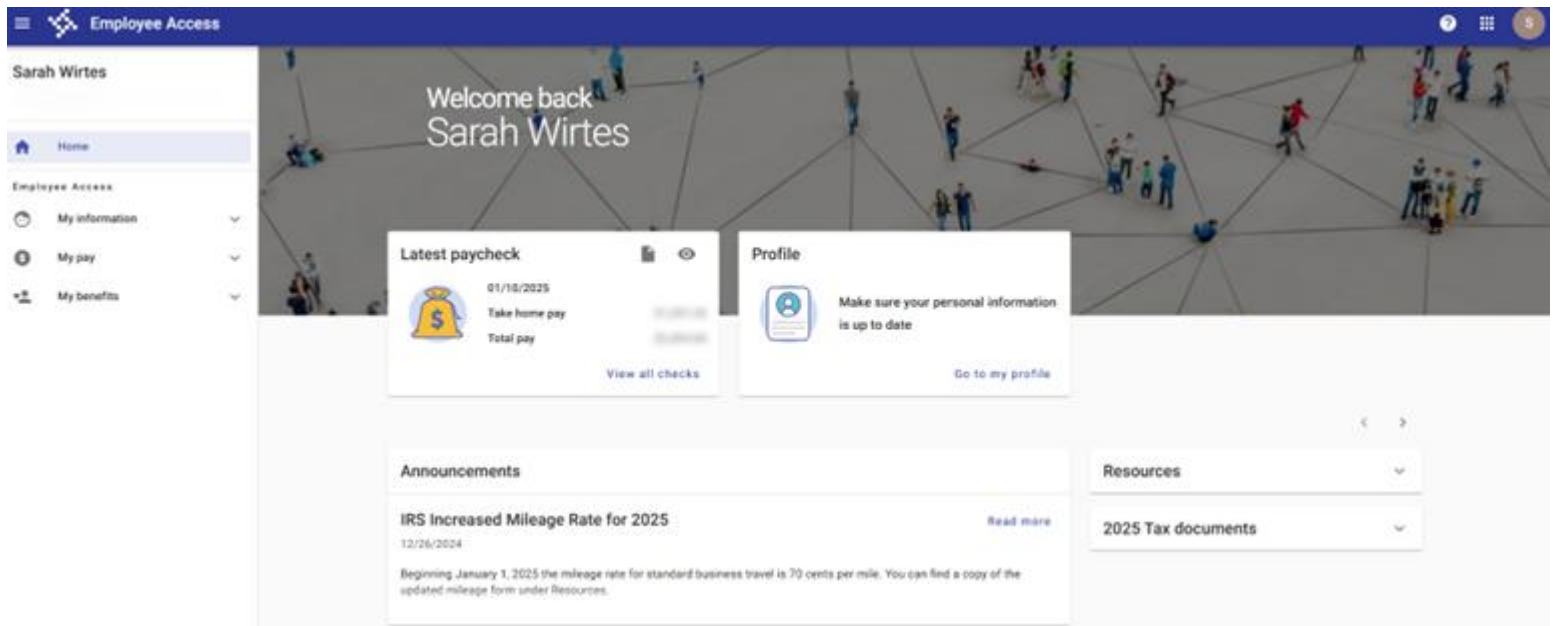 Employee Access
S
Sarah Wirtes
Home
Employee Access
My information
My pay
My benefits
Welcome back
Sarah Wirtes
Latest paycheck
01/10/2025
Take home pay
Total pay
View all checks
Profile
Make sure your personal information
is up to date
Go to my profile
Announcements
IRS Increased Mileage Rate for 2025
Read more
12/26/2024
Beginning January 1, 2025 the mileage rate for standard business travel is 70 cents per mile. You can find a copy of the
updated mileage form under Resources.
Resources
2025 Tax documents